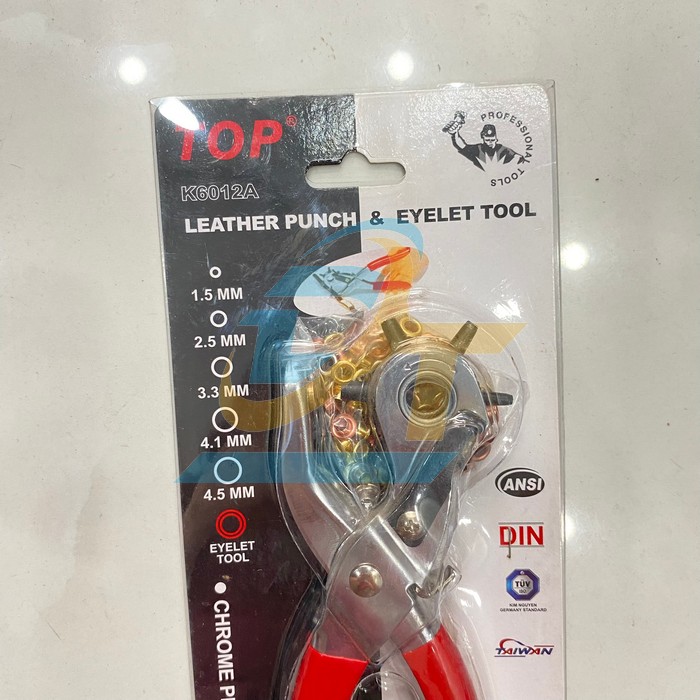 TOP®
PROFESSIONAL TOOLS
K6012A
LEATHER PUNCH & EYELET TOOL
1.5 MM
2.5 MM
3.3 MM
4.1 MM
4.5 MM
EYELET
TOOL
CHROME
ANSI
DIN
TÜV
ISO
KIM NGUYEN
GERMANY STANDARD
TAIWAN